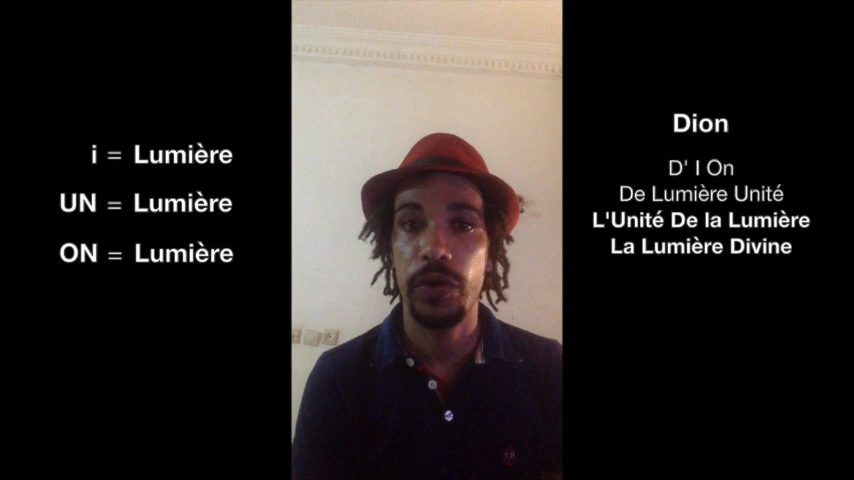 i = Lumière
UN = Lumière
ON = Lumière
Dion
D' I On
De Lumière Unité
L'Unité De la Lumière
La Lumière Divine